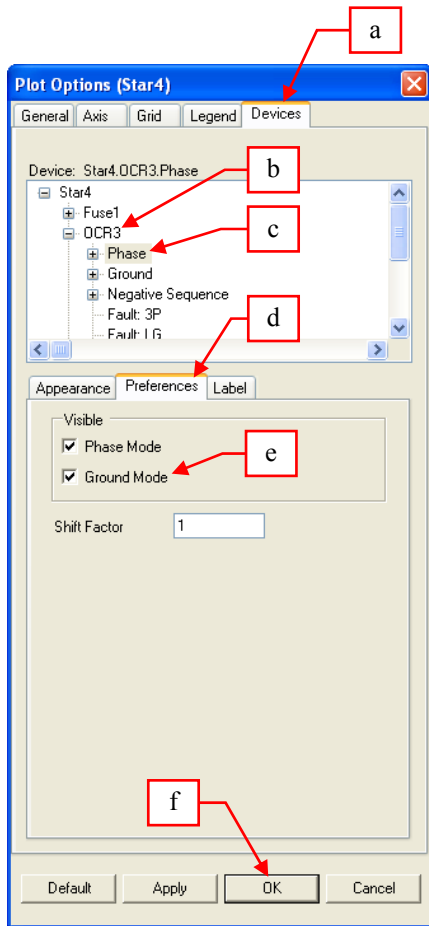 a
Plot Options (Star4)
General Axis Grid Legend Devices
Device: Star4.OCR3.Phase
b
Star4
Fuse1
OCR3
c
Phase
Ground
Negative Sequence
d
Fault: 3P
Fault: LG
Appearance Preferences Label
Visible
Phase Mode
e
Ground Mode
Shift Factor 1
f
Default Apply OK Cancel